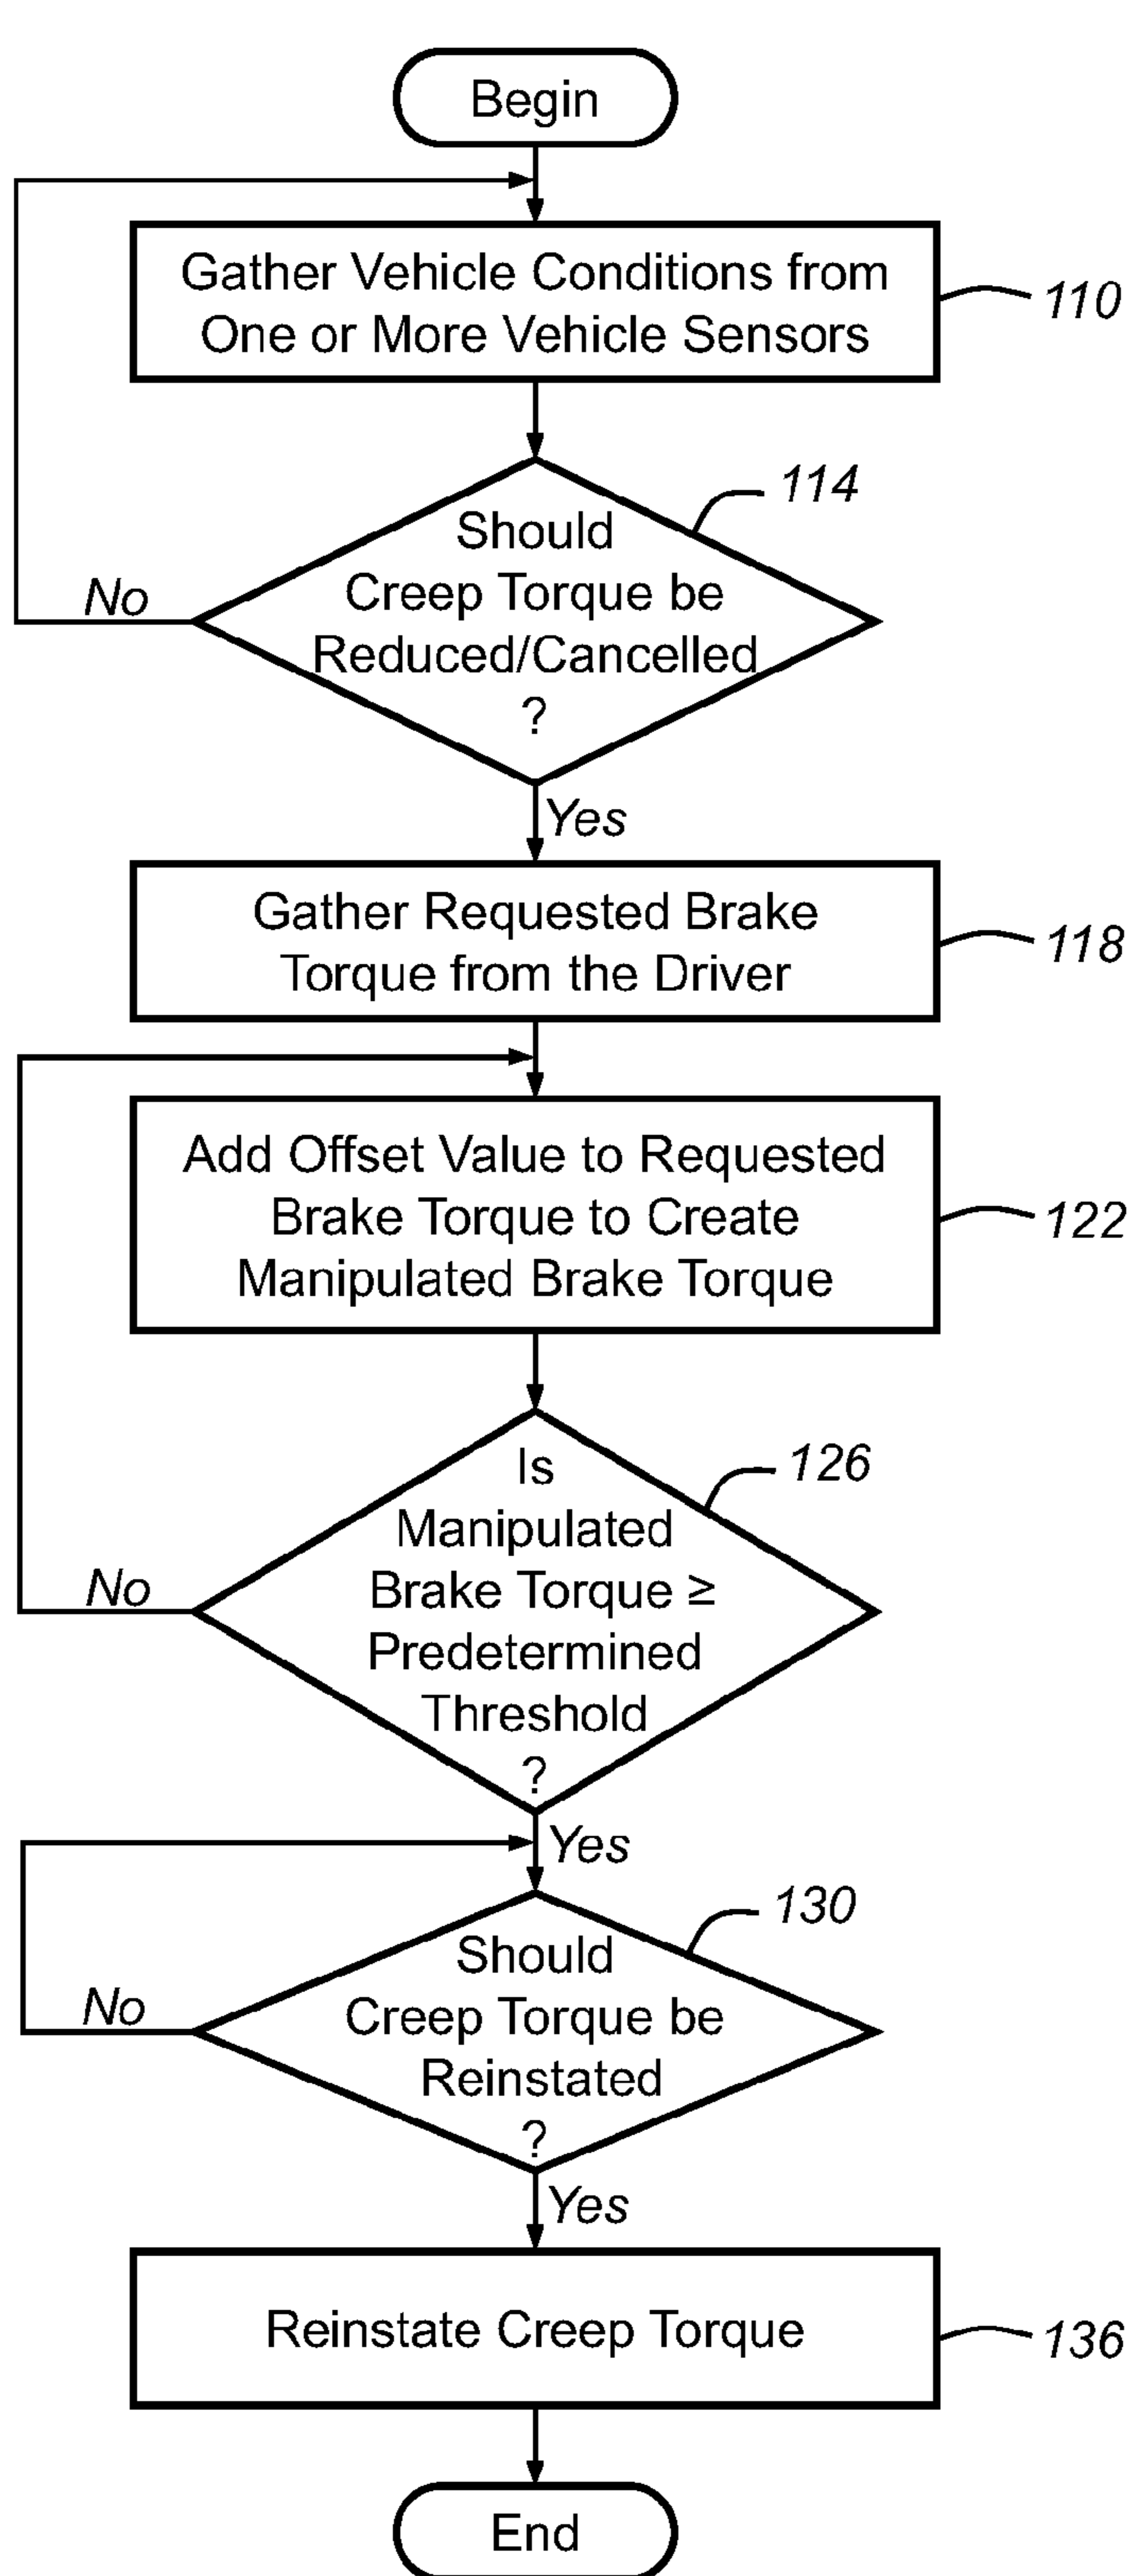 Begin
Gather Vehicle Conditions from
One or More Vehicle Sensors
110
114
Should
Creep Torque be
Reduced/Cancelled
?
No
Yes
Gather Requested Brake
Torque from the Driver
118
Add Offset Value to Requested
Brake Torque to Create
Manipulated Brake Torque
122
126
Is
Manipulated
Brake Torque ≥
Predetermined
Threshold
?
No
Yes
130
Should
Creep Torque be
Reinstated
?
No
Yes
Reinstate Creep Torque
136
End